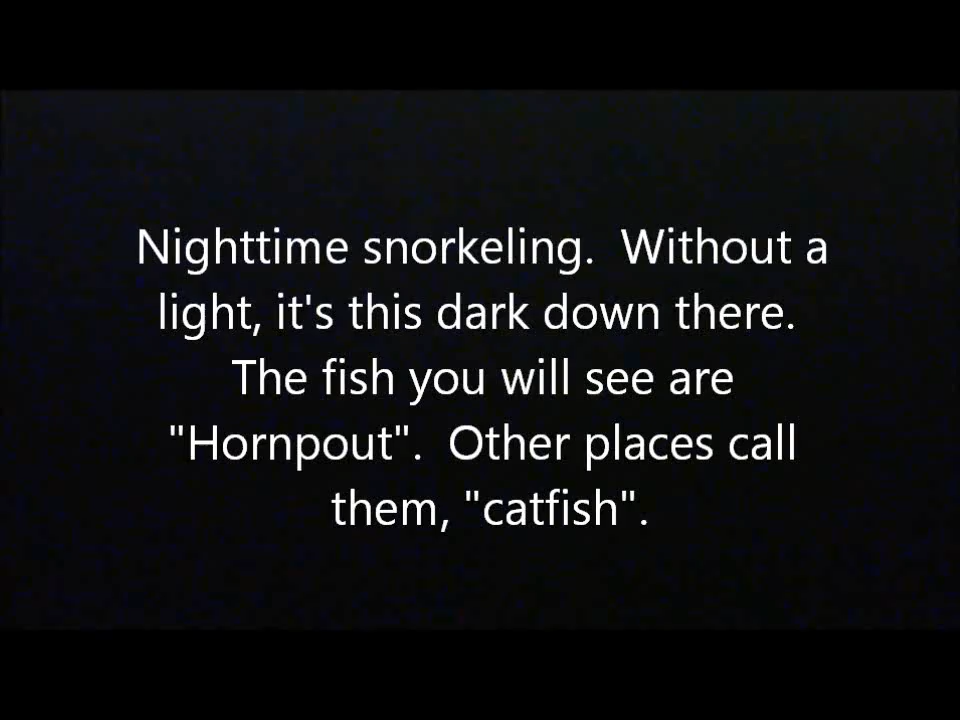 Nighttime snorkeling.  Without a
light, it's this dark down there.
The fish you will see are
"Hornpout".  Other places call
them, "catfish".